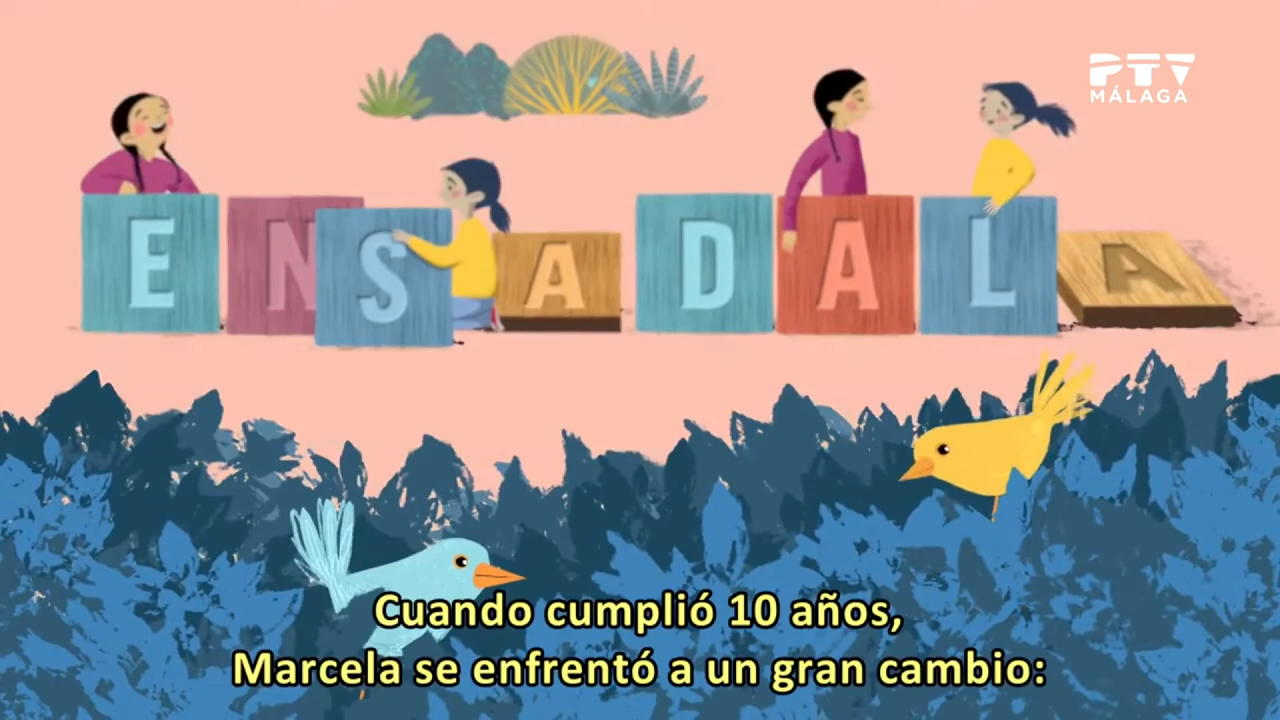 PTV
MÁLAGA
ENSADALA
Cuando cumplió 10 años,
Marcela se enfrentó a un gran cambio: